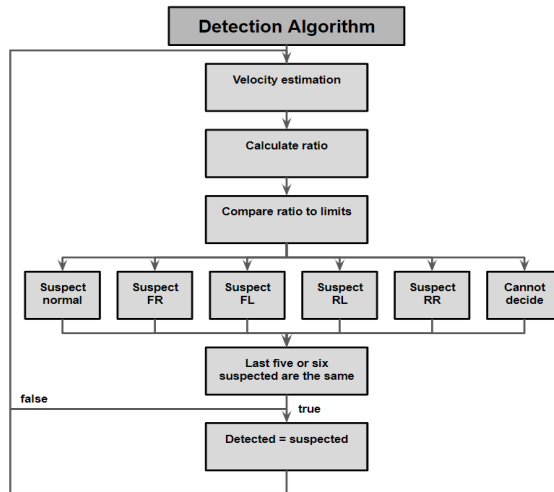 Detection Algorithm
Velocity estimation
Calculate ratio
Compare ratio to limits
Suspect
normal
Suspect
FR
Suspect
FL
Suspect
RL
Suspect
RR
Cannot
decide
Last five or six
suspected are the same
false
true
Detected = suspected